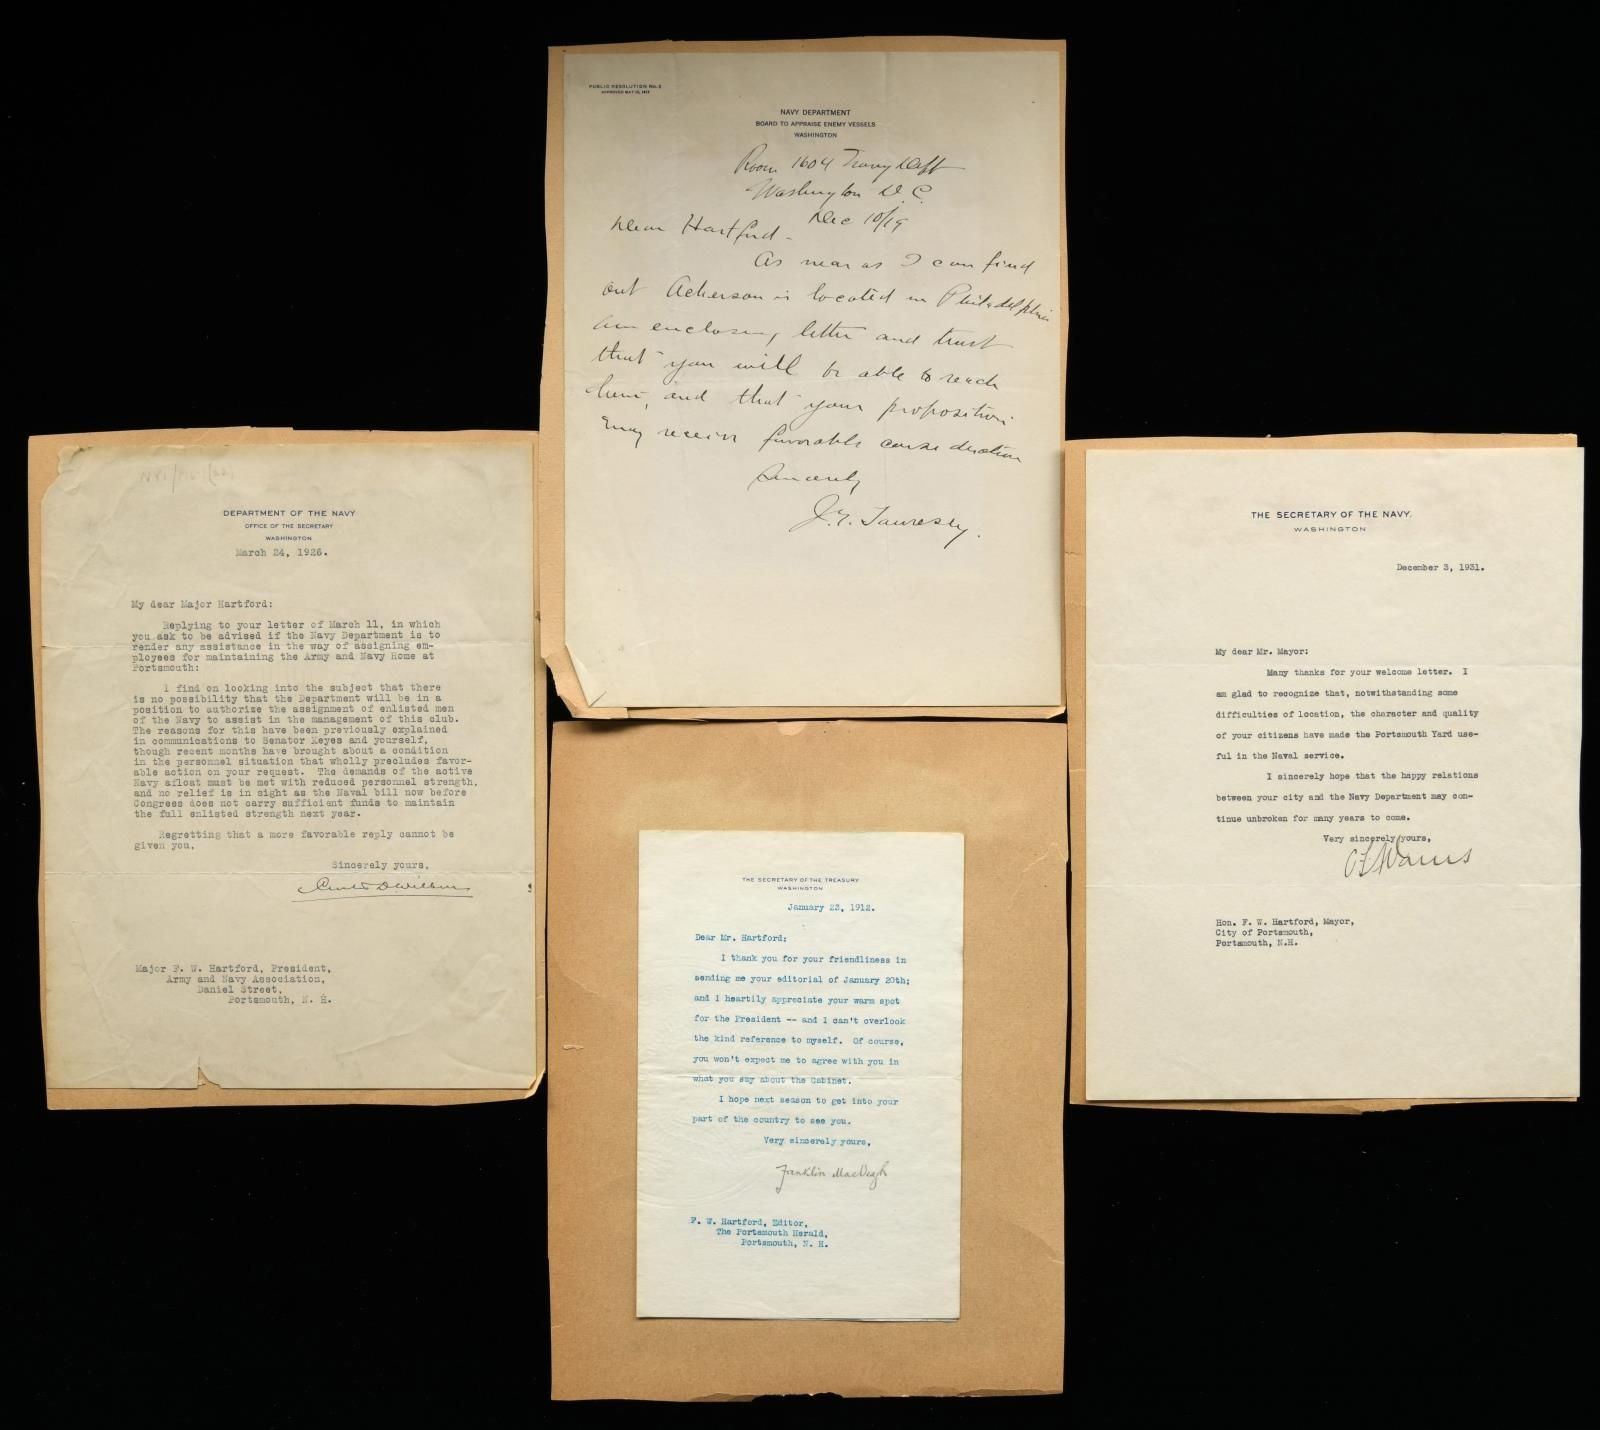 PUBLIC RESOLUTION No. 2
NAVY DEPARTMENT
BOARD TO APPRAISE ENEMY VESSELS
WASHINGTON
Room 1604 Navy Dept
Washington D.C.
Dec 10/19
Dear Hartford -
As near as I can find
out Ackerson is located in Philadelphia
am enclosing letter and trust
that you will be able to reach
him, and that your proposition
may receive favorable consideration
Sincerely
J.G. Tawresey.
DEPARTMENT OF THE NAVY
OFFICE OF THE SECRETARY
WASHINGTON
March 24, 1926.
My dear Major Hartford:
Replying to your letter of March 11, in which
you ask to be advised if the Navy Department is to
render any assistance in the way of assigning em-
ployees for maintaining the Army and Navy Home at
Portsmouth:
I find on looking into the subject that there
is no possibility that the Department will be in a
position to authorize the assignment of enlisted men
of the Navy to assist in the management of this club.
The reasons for this have been previously explained
in communications to Senator Keyes and yourself,
though recent months have brought about a condition
in the personnel situation that wholly precludes favor-
able action on your request. The demands of the active
Navy afloat must be met with reduced personnel strength,
and no relief is in sight as the Naval bill now before
Congress does not carry sufficient funds to maintain
the full enlisted strength next year.
Regretting that a more favorable reply cannot be
given you,
Sincerely yours,
Curtis D Wilbur
Major F. W. Hartford, President,
Army and Navy Association,
Daniel Street,
Portsmouth, N. H.
THE SECRETARY OF THE NAVY.
WASHINGTON
December 3, 1931.
My dear Mr. Mayor:
Many thanks for your welcome letter. I
am glad to recognize that, notwithstanding some
difficulties of location, the character and quality
of your citizens have made the Portsmouth Yard use-
ful in the Naval service.
I sincerely hope that the happy relations
between your city and the Navy Department may con-
tinue unbroken for many years to come.
Very sincerely yours,
C F Adams
Hon. F. W. Hartford, Mayor,
City of Portsmouth,
Portsmouth, N.H.
THE SECRETARY OF THE TREASURY
WASHINGTON
January 23, 1912.
Dear Mr. Hartford:
I thank you for your friendliness in
sending me your editorial of January 20th;
and I heartily appreciate your warm spot
for the President -- and I can't overlook
the kind reference to myself. Of course,
you won't expect me to agree with you in
what you say about the Cabinet.
I hope next season to get into your
part of the country to see you.
Very sincerely yours,
Franklin MacVeagh
F. W. Hartford, Editor,
The Portsmouth Herald,
Portsmouth, N. H.